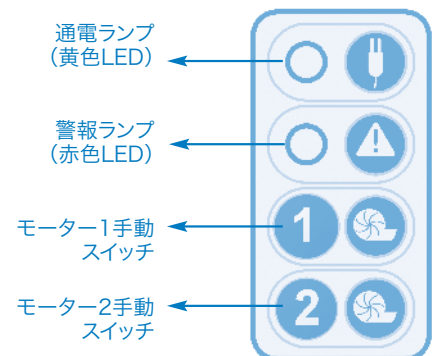 通電ランプ
（黄色LED）
警報ランプ
（赤色LED）
モーター1手動
スイッチ
1
モーター2手動
スイッチ
2